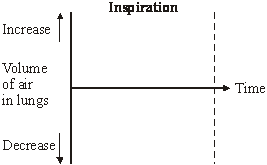 Inspiration
Increase
Volume
of air
in lungs
Time
Decrease